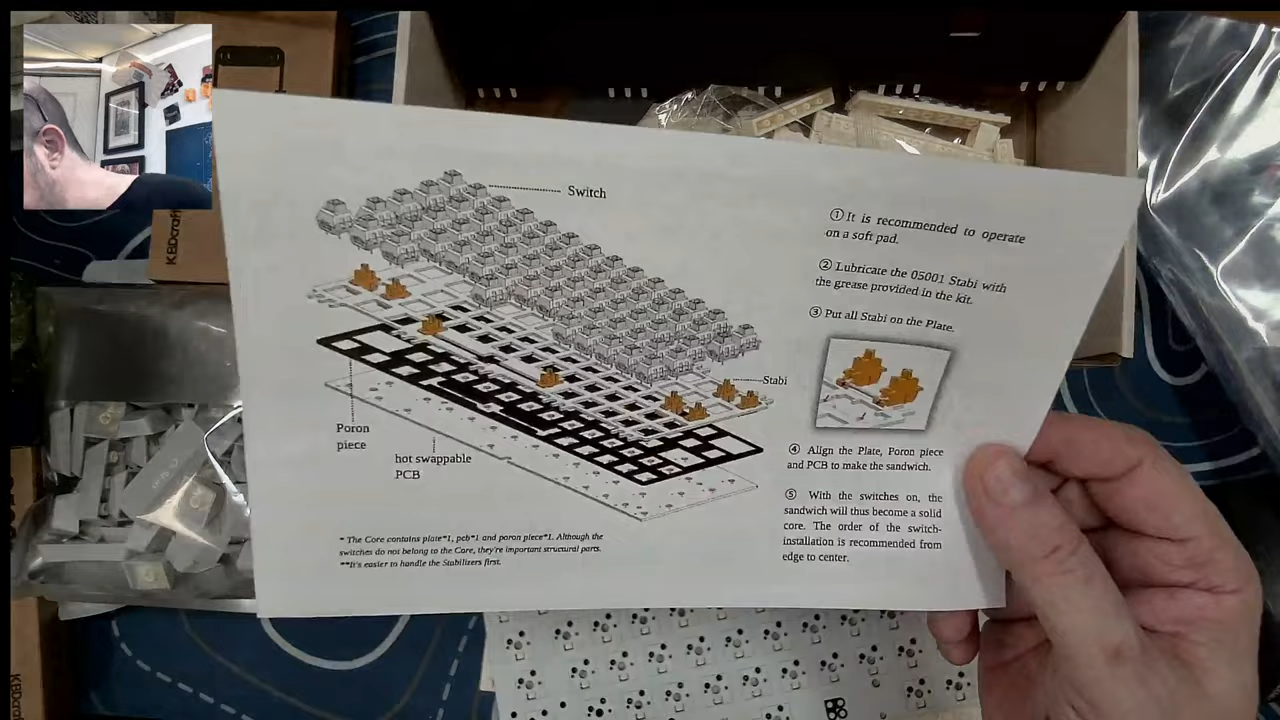 Switch
Stabi
Poron
piece
hot swappable
PCB
* The Core contains plate*1, pcb*1 and poron piece*1. Although the
switches do not belong to the Core, they're important structural parts.
**It's easier to handle the Stabilizers first.
① It is recommended to operate
on a soft pad.
② Lubricate the 05001 Stabi with
the grease provided in the kit.
③ Put all Stabi on the Plate.
④ Align the Plate, Poron piece
and PCB to make the sandwich.
⑤ With the switches on, the
sandwich will thus become a solid
core. The order of the switch-
installation is recommended from
edge to center.
KBDcraft
KBDcraft